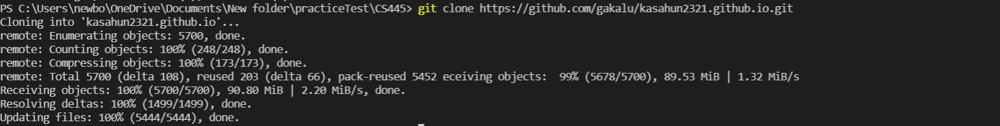 PS C:\Users\newbo\OneDrive\Documents\New folder\practiceTest\CS445> git clone https://github.com/gakalu/kasahun2321.github.io.git
Cloning into 'kasahun2321.github.io'...
remote: Enumerating objects: 5700, done.
remote: Counting objects: 100% (248/248), done.
remote: Compressing objects: 100% (173/173), done.
remote: Total 5700 (delta 108), reused 203 (delta 66), pack-reused 5452 eceiving objects:  99% (5678/5700), 89.53 MiB | 1.32 MiB/s
Receiving objects: 100% (5700/5700), 90.80 MiB | 2.20 MiB/s, done.
Resolving deltas: 100% (1499/1499), done.
Updating files: 100% (5444/5444), done.